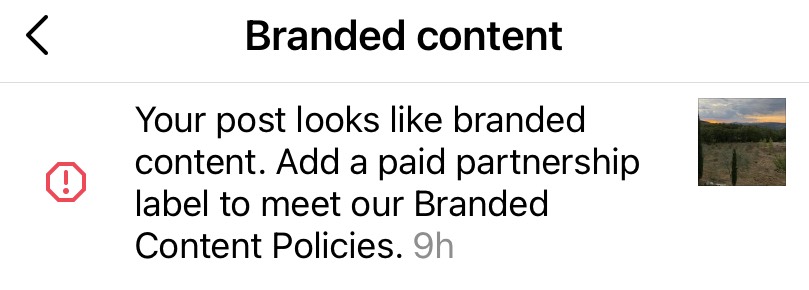 Branded content
Your post looks like branded
content. Add a paid partnership
label to meet our Branded
Content Policies. 9h